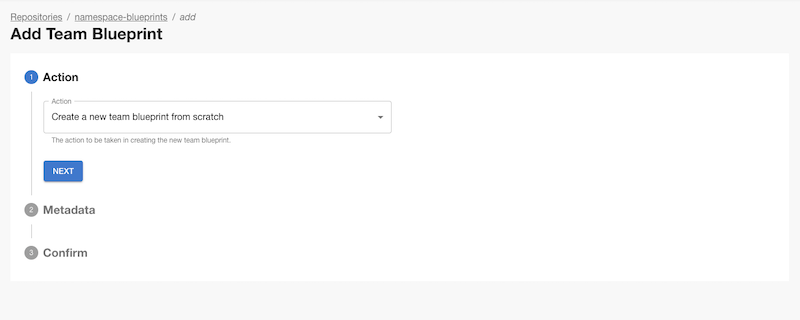 Repositories / namespace-blueprints / add
Add Team Blueprint
1 Action
Action
Create a new team blueprint from scratch
The action to be taken in creating the new team blueprint.
NEXT
2 Metadata
3 Confirm